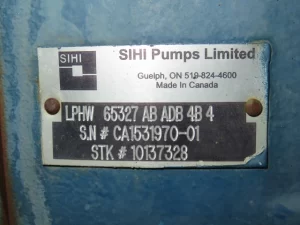 SIHI
SIHI Pumps Limited
Guelph, ON 519-824-4600
Made In Canada
LPHW 65327 AB ADB 4B 4
S.N # CA1531970-01
STK # 10137328